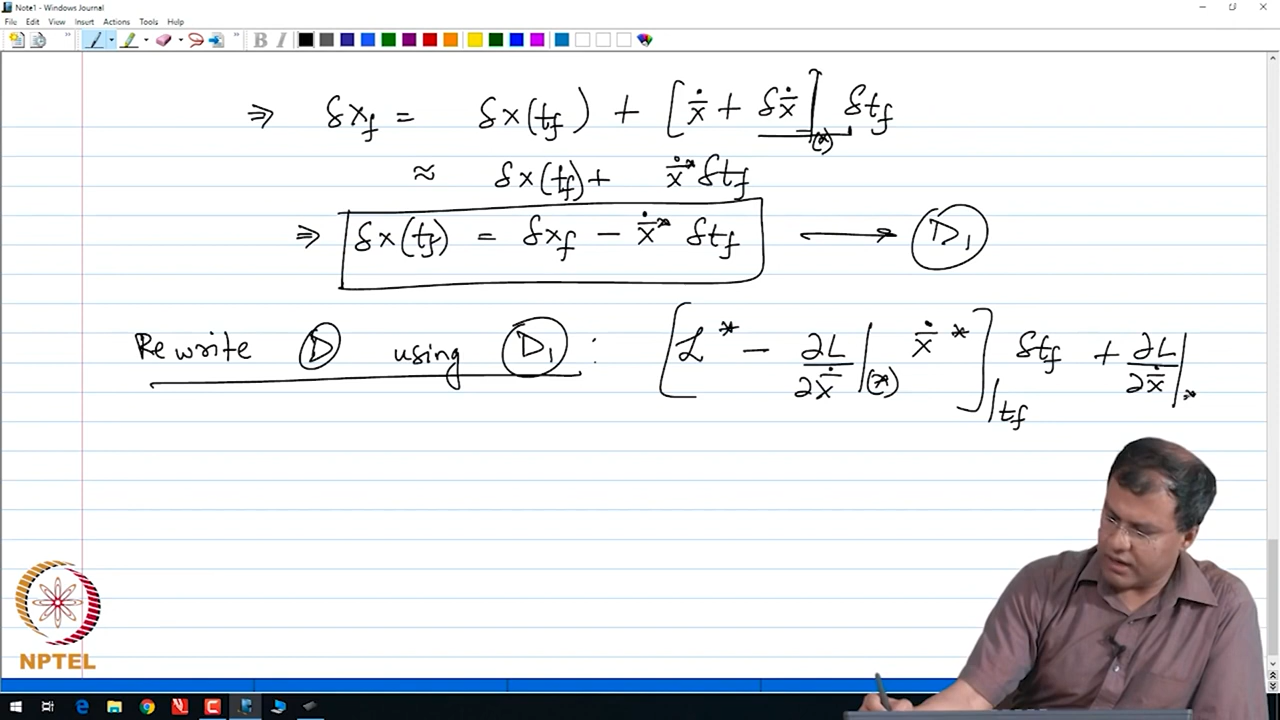 Note1 - Windows Journal
File Edit View Insert Actions Tools Help
B I
⇒ δx_f = δx(t_f) + [ẋ + δẋ]|_(*) δt_f
≈ δx(t_f) + ẋ* δt_f
⇒ δx(t_f) = δx_f − ẋ* δt_f → D₁
Rewrite D using D₁ : [L* − ∂L/∂ẋ|_(*) ẋ*]|_t_f δt_f + ∂L/∂ẋ|_*
NPTEL